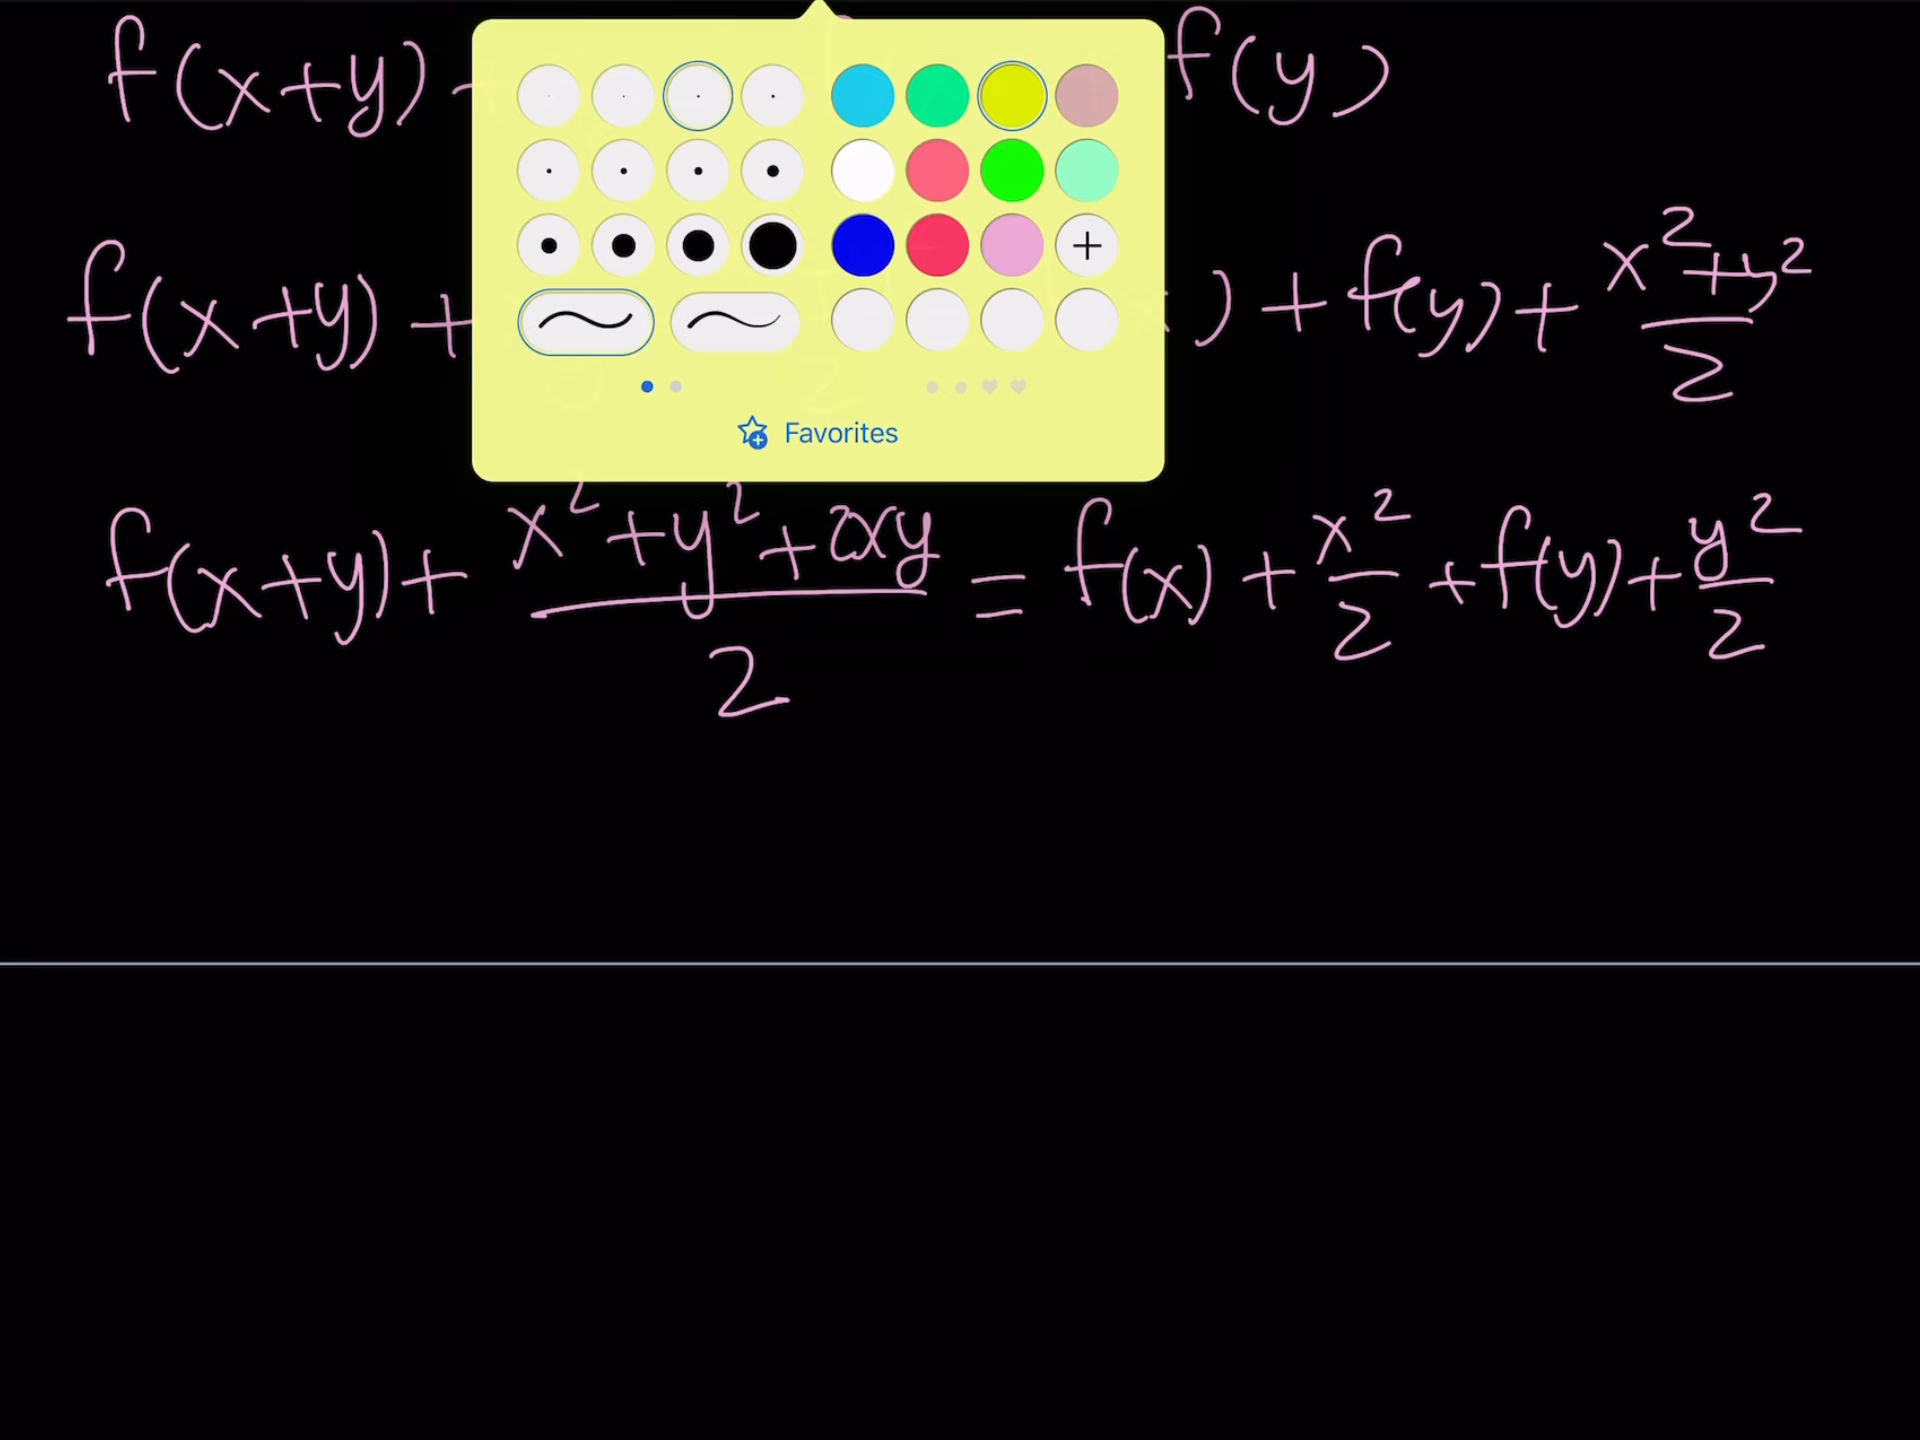 f(x+y) f(y)
f(x+y) + ) + f(y) + x²+y²/2
Favorites
f(x+y) + x²+y²+2xy/2 = f(x) + x²/2 + f(y) + y²/2